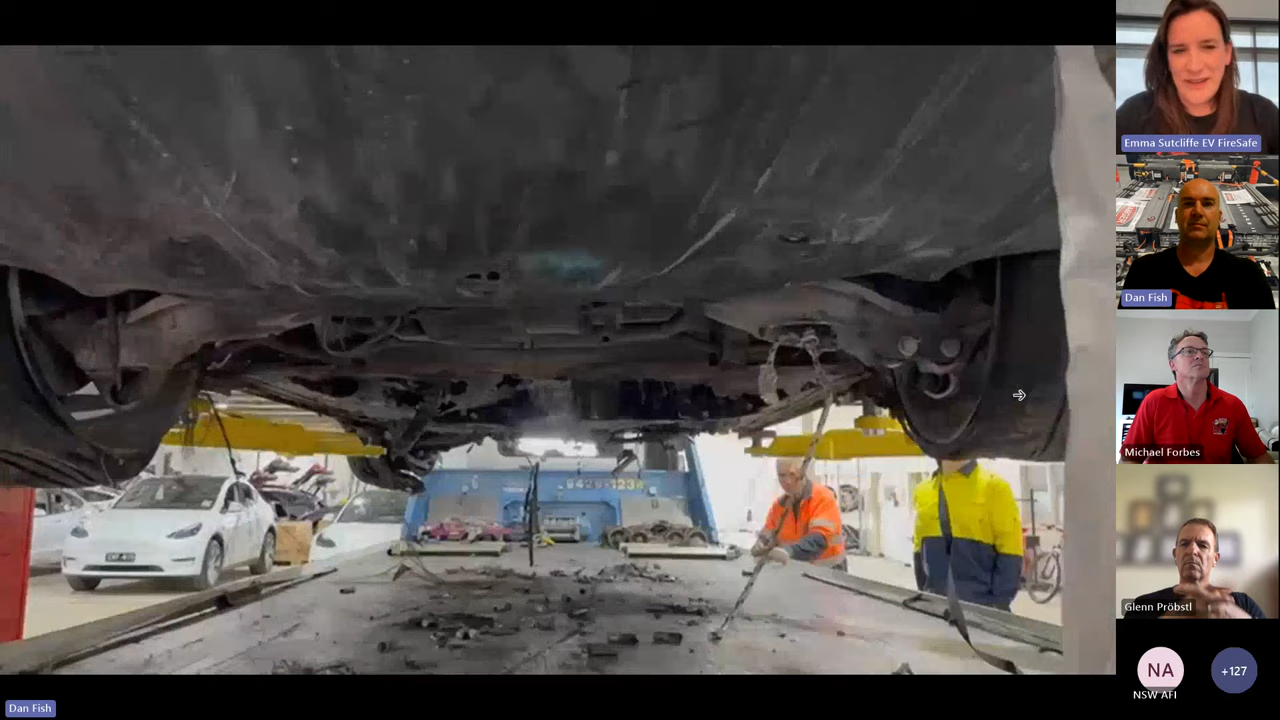 Emma Sutcliffe EV FireSafe
Dan Fish
Michael Forbes
Glenn Pröbstl
NA
+127
NSW AFI
Dan Fish